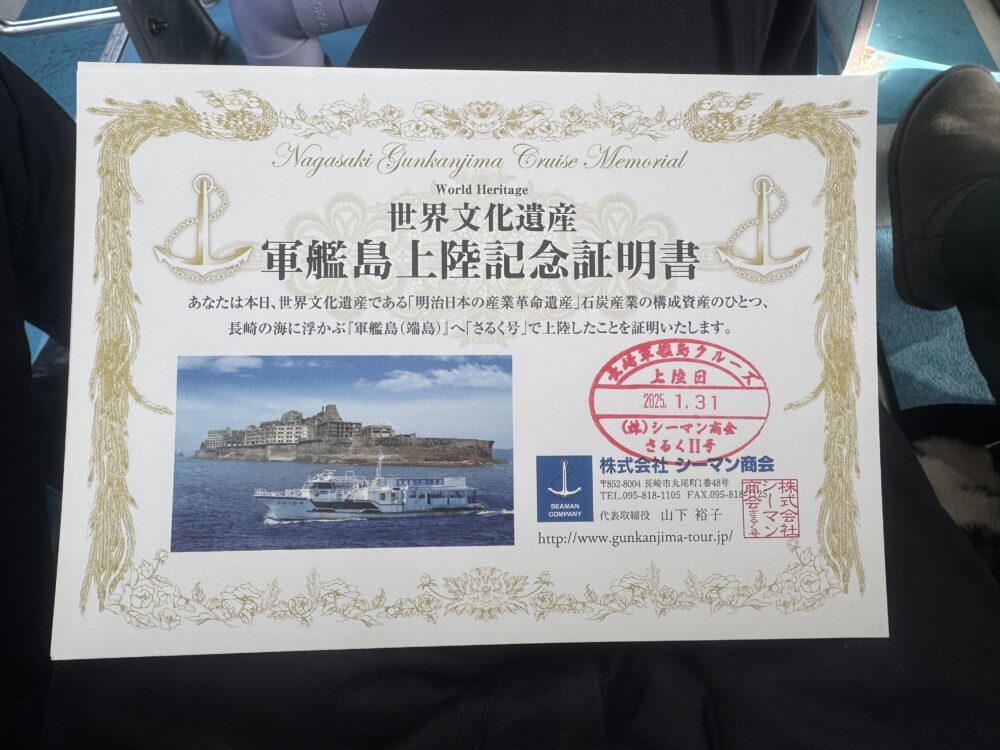 Nagasaki Gunkanjima Cruise Memorial
World Heritage
世界文化遺産
軍艦島上陸記念証明書
あなたは本日、世界文化遺産である「明治日本の産業革命遺産」石炭産業の構成資産のひとつ、
長崎の海に浮かぶ『軍艦島(端島)』へ「さるく号」で上陸したことを証明いたします。
長崎軍艦島クルーズ
上陸日
2025. 1. 31
(株)シーマン商会
さるくII号
SEAMAN
COMPANY
株式会社 シーマン商会
〒852-8004 長崎市丸尾町1番48号
TEL.095-818-1105 FAX.095-818-1125
代表取締役 山下 裕子
http://www.gunkanjima-tour.jp/
株式会社
シーマン
商会さるく号